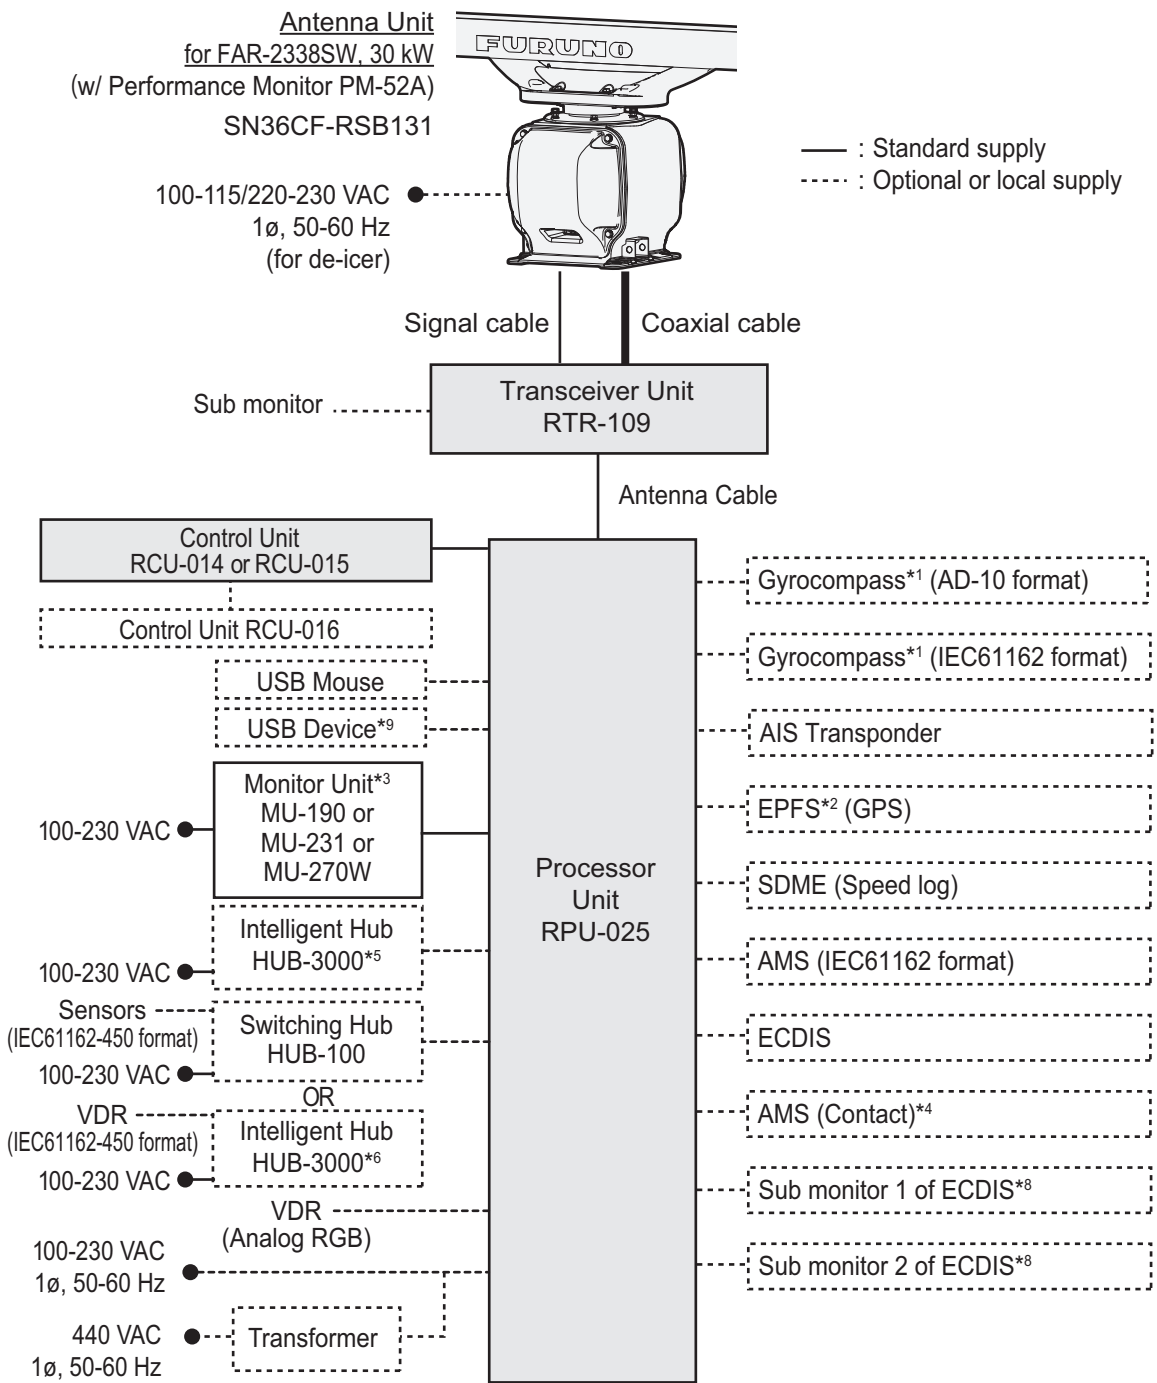 Antenna Unit
for FAR-2338SW, 30 kW
(w/ Performance Monitor PM-52A)
SN36CF-RSB131
FURUNO
: Standard supply
: Optional or local supply
100-115/220-230 VAC
1ø, 50-60 Hz
(for de-icer)
Signal cable
Coaxial cable
Sub monitor
Transceiver Unit
RTR-109
Antenna Cable
Control Unit
RCU-014 or RCU-015
Control Unit RCU-016
USB Mouse
USB Device*9
Monitor Unit*3
MU-190 or
MU-231 or
MU-270W
100-230 VAC
Intelligent Hub
HUB-3000*5
100-230 VAC
Sensors
(IEC61162-450 format)
Switching Hub
HUB-100
100-230 VAC
OR
VDR
(IEC61162-450 format)
Intelligent Hub
HUB-3000*6
100-230 VAC
VDR
(Analog RGB)
100-230 VAC
1ø, 50-60 Hz
440 VAC
1ø, 50-60 Hz
Transformer
Processor
Unit
RPU-025
Gyrocompass*1 (AD-10 format)
Gyrocompass*1 (IEC61162 format)
AIS Transponder
EPFS*2 (GPS)
SDME (Speed log)
AMS (IEC61162 format)
ECDIS
AMS (Contact)*4
Sub monitor 1 of ECDIS*8
Sub monitor 2 of ECDIS*8